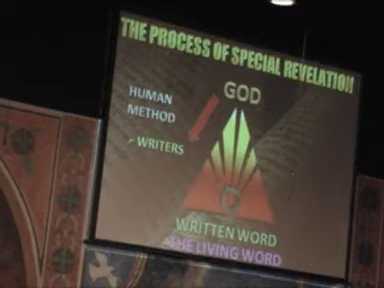 THE PROCESS OF SPECIAL REVELATION
GOD
HUMAN
METHOD
WRITERS
WRITTEN WORD
THE LIVING WORD